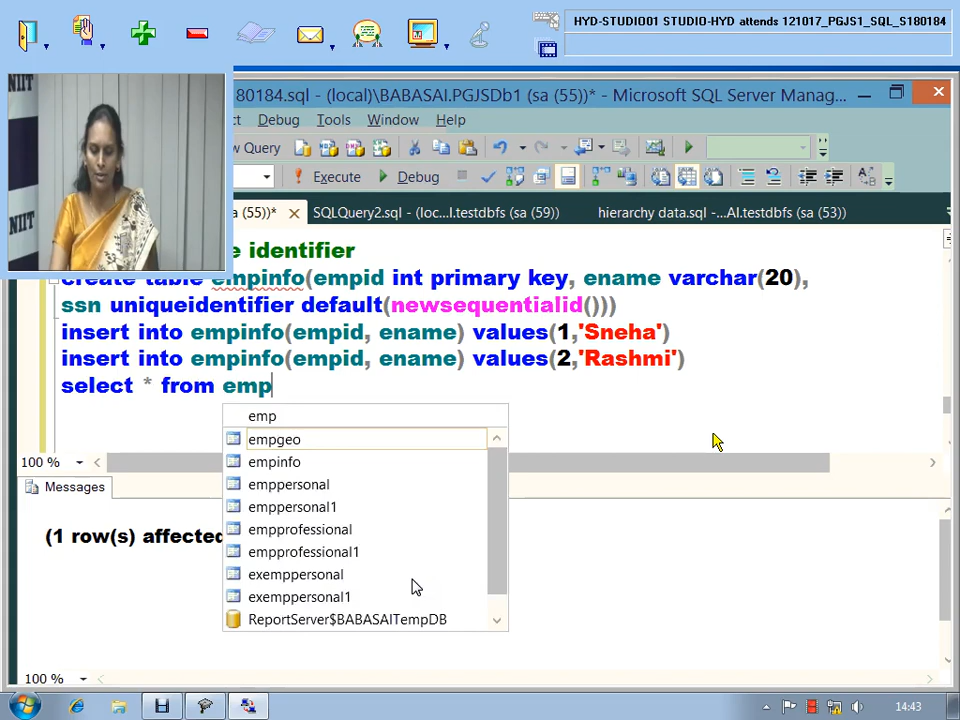 HYD-STUDIO01 STUDIO-HYD attends 121017_PGJS1_SQL_S180184
80184.sql - (local)\BABASAI.PGJSDb1 (sa (55))* - Microsoft SQL Server Manag...
ct Debug Tools Window Help
w Query
Execute Debug
sa (55))* SQLQuery2.sql - (loc...I.testdbfs (sa (59)) hierarchy data.sql -...AI.testdbfs (sa (53))
e identifier
create table empinfo(empid int primary key, ename varchar(20),
ssn uniqueidentifier default(newsequentialid()))
insert into empinfo(empid, ename) values(1,'Sneha')
insert into empinfo(empid, ename) values(2,'Rashmi')
select * from emp
emp
empgeo
empinfo
emppersonal
emppersonal1
empprofessional
empprofessional1
exemppersonal
exemppersonal1
ReportServer$BABASAITempDB
100 %
Messages
(1 row(s) affected
100 %
14:43
NIIT
NIIT